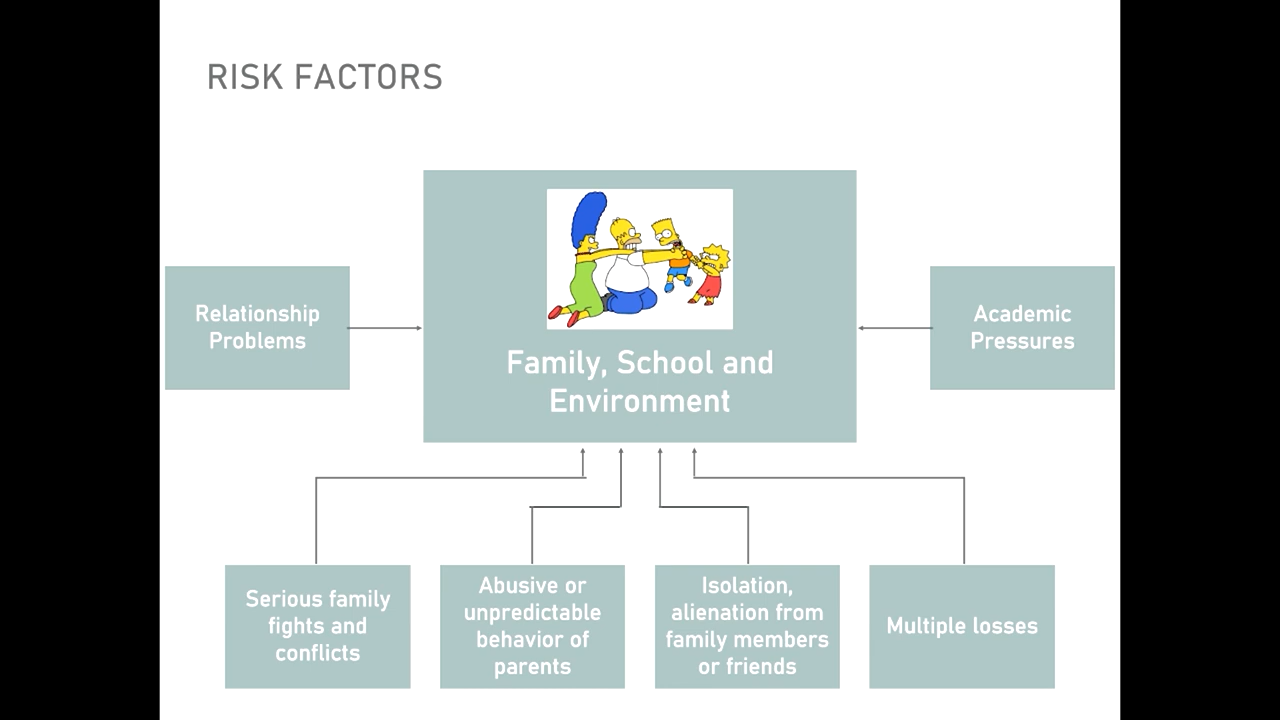 RISK FACTORS
Relationship
Problems
Family, School and
Environment
Academic
Pressures
Serious family
fights and
conflicts
Abusive or
unpredictable
behavior of
parents
Isolation,
alienation from
family members
or friends
Multiple losses